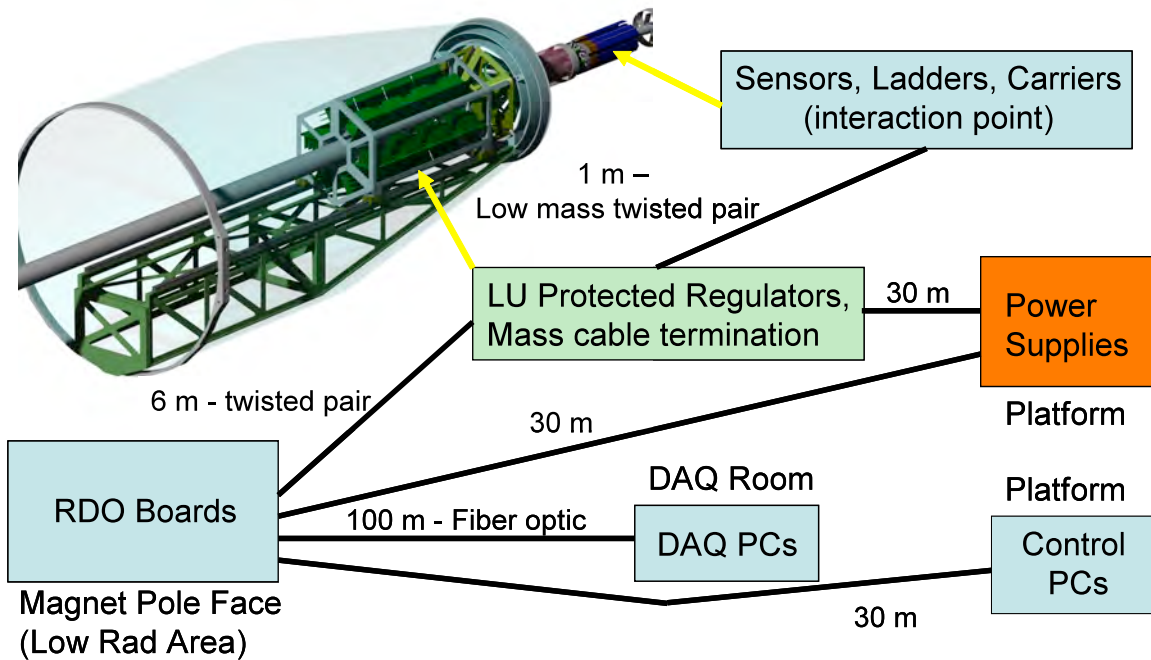 Sensors, Ladders, Carriers
(interaction point)
1 m –
Low mass twisted pair
LU Protected Regulators,
Mass cable termination
30 m
Power
Supplies
Platform
6 m - twisted pair
30 m
RDO Boards
Magnet Pole Face
(Low Rad Area)
100 m - Fiber optic
DAQ Room
DAQ PCs
Platform
Control
PCs
30 m